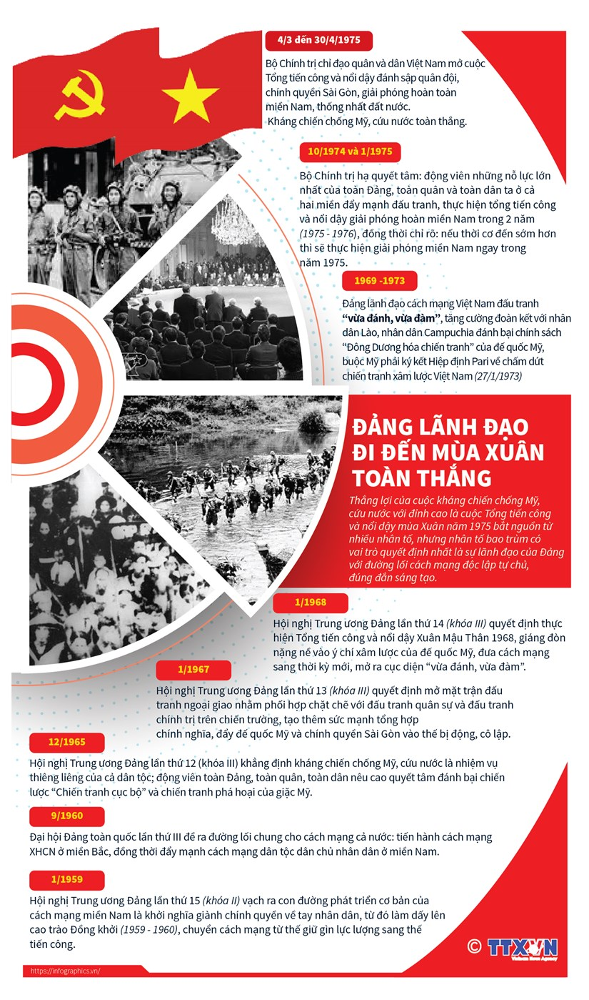 4/3 đến 30/4/1975
Bộ Chính trị chỉ đạo quân và dân Việt Nam mở cuộc
Tổng tiến công và nổi dậy đánh sập quân đội,
chính quyền Sài Gòn, giải phóng hoàn toàn
miền Nam, thống nhất đất nước.
Kháng chiến chống Mỹ, cứu nước toàn thắng.
10/1974 và 1/1975
Bộ Chính trị hạ quyết tâm: động viên những nỗ lực lớn
nhất của toàn Đảng, toàn quân và toàn dân ta ở cả
hai miền đẩy mạnh đấu tranh, thực hiện tổng tiến công
và nổi dậy giải phóng hoàn miền Nam trong 2 năm
(1975 - 1976), đồng thời chỉ rõ: nếu thời cơ đến sớm hơn
thì sẽ thực hiện giải phóng miền Nam ngay trong
năm 1975.
1969 -1973
Đảng lãnh đạo cách mạng Việt Nam đấu tranh
“vừa đánh, vừa đàm”, tăng cường đoàn kết với nhân
dân Lào, nhân dân Campuchia đánh bại chính sách
“Đông Dương hóa chiến tranh” của đế quốc Mỹ,
buộc Mỹ phải ký kết Hiệp định Pari về chấm dứt
chiến tranh xâm lược Việt Nam (27/1/1973)
ĐẢNG LÃNH ĐẠO
ĐI ĐẾN MÙA XUÂN
TOÀN THẮNG
Thắng lợi của cuộc kháng chiến chống Mỹ,
cứu nước với đỉnh cao là cuộc Tổng tiến công
và nổi dậy mùa Xuân năm 1975 bắt nguồn từ
nhiều nhân tố, nhưng nhân tố bao trùm có
vai trò quyết định nhất là sự lãnh đạo của Đảng
với đường lối cách mạng độc lập tự chủ,
đúng đắn sáng tạo.
1/1968
Hội nghị Trung ương Đảng lần thứ 14 (khóa III) quyết định thực
hiện Tổng tiến công và nổi dậy Xuân Mậu Thân 1968, giáng đòn
nặng nề vào ý chí xâm lược của đế quốc Mỹ, đưa cách mạng
sang thời kỳ mới, mở ra cục diện “vừa đánh, vừa đàm”.
1/1967
Hội nghị Trung ương Đảng lần thứ 13 (khóa III) quyết định mở mặt trận đấu
tranh ngoại giao nhằm phối hợp chặt chẽ với đấu tranh quân sự và đấu tranh
chính trị trên chiến trường, tạo thêm sức mạnh tổng hợp
chính nghĩa, đẩy đế quốc Mỹ và chính quyền Sài Gòn vào thế bị động, cô lập.
12/1965
Hội nghị Trung ương Đảng lần thứ 12 (khóa III) khẳng định kháng chiến chống Mỹ, cứu nước là nhiệm vụ
thiêng liêng của cả dân tộc; động viên toàn Đảng, toàn quân, toàn dân nêu cao quyết tâm đánh bại chiến
lược “Chiến tranh cục bộ” và chiến tranh phá hoại của giặc Mỹ.
9/1960
Đại hội Đảng toàn quốc lần thứ III đề ra đường lối chung cho cách mạng cả nước: tiến hành cách mạng
XHCN ở miền Bắc, đồng thời đẩy mạnh cách mạng dân tộc dân chủ nhân dân ở miền Nam.
1/1959
Hội nghị Trung ương Đảng lần thứ 15 (khóa II) vạch ra con đường phát triển cơ bản của
cách mạng miền Nam là khởi nghĩa giành chính quyền về tay nhân dân, từ đó làm dấy lên
cao trào Đồng khởi (1959 - 1960), chuyển cách mạng từ thế giữ gìn lực lượng sang thế
tiến công.
© TTXVN
Vietnam News Agency
https://infographics.vn/